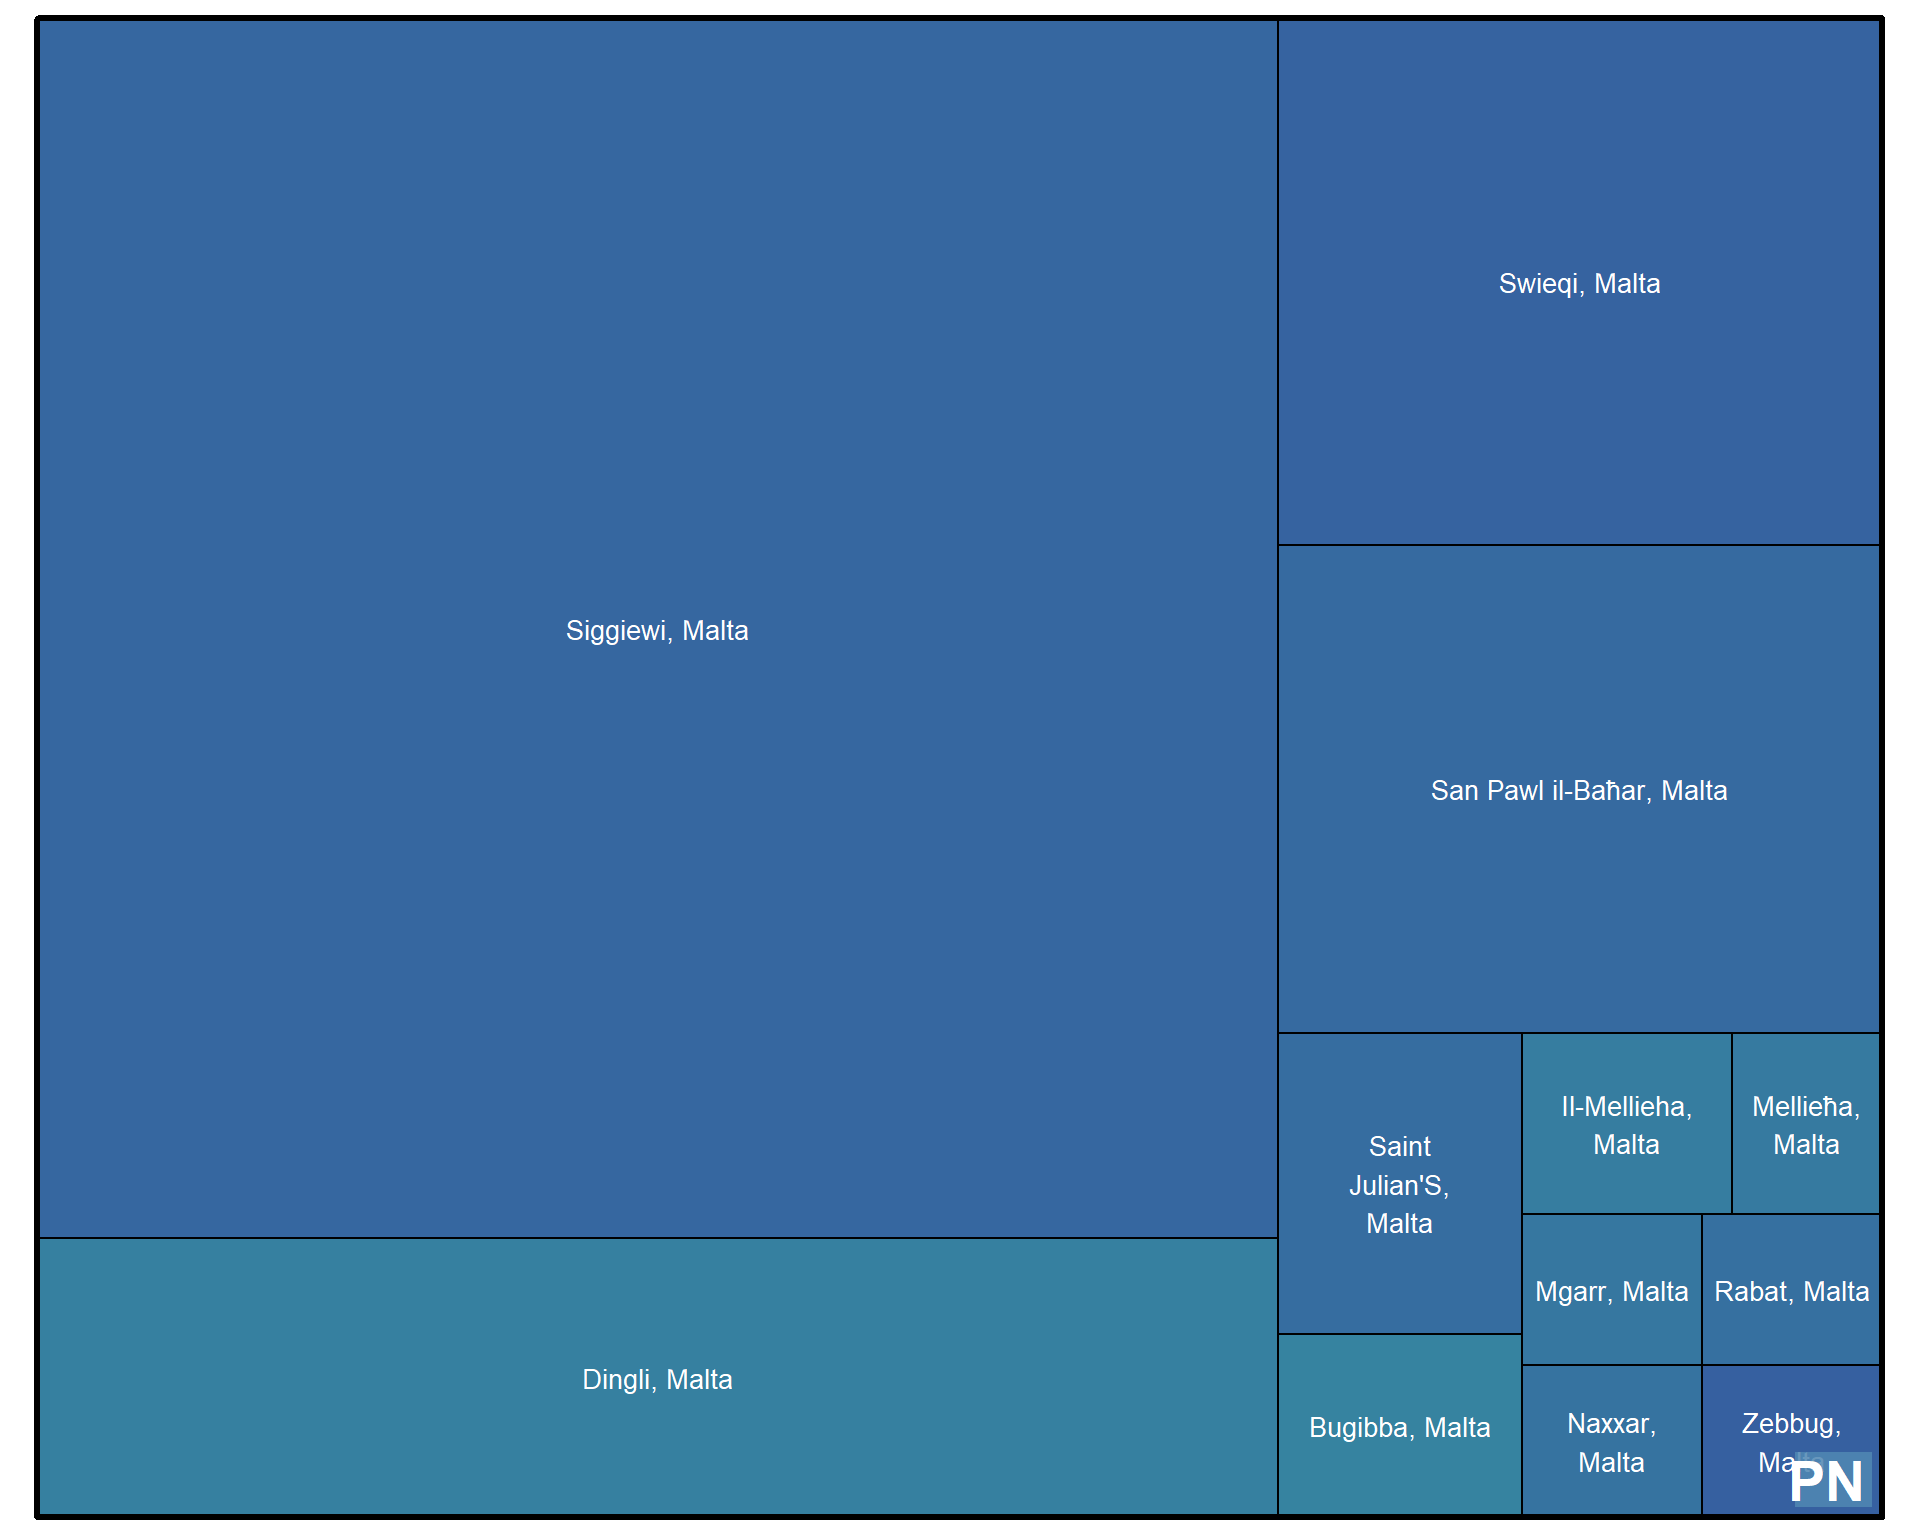 Siggiewi, Malta
Dingli, Malta
Swieqi, Malta
San Pawl il-Baħar, Malta
Saint
Julian'S,
Malta
Bugibba, Malta
Il-Mellieha,
Malta
Mellieħa,
Malta
Mgarr, Malta
Rabat, Malta
Naxxar,
Malta
Zebbug,
Malta
PN